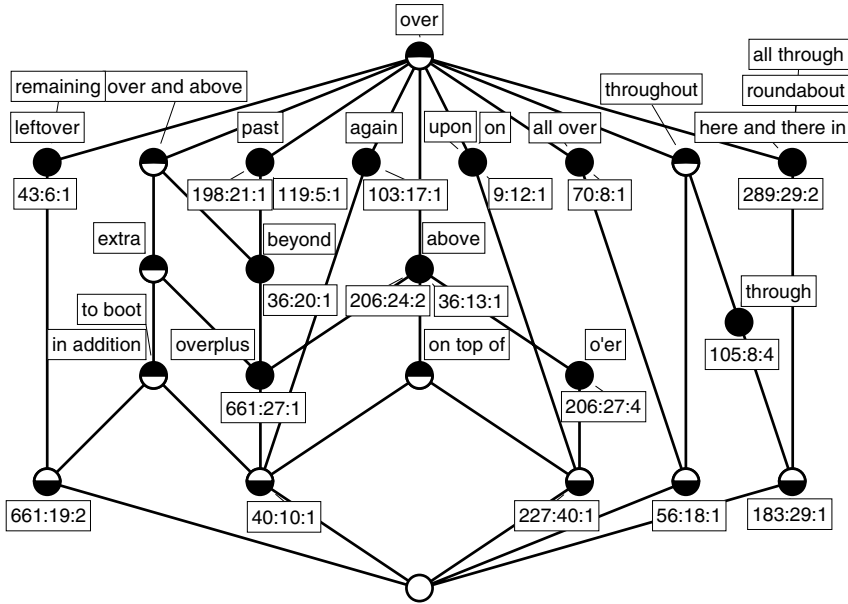 over
all through
remaining
over and above
throughout
roundabout
leftover
past
again
upon
on
all over
here and there in
43:6:1
198:21:1
119:5:1
103:17:1
9:12:1
70:8:1
289:29:2
extra
beyond
above
to boot
36:20:1
206:24:2
36:13:1
through
in addition
overplus
on top of
o'er
105:8:4
661:27:1
206:27:4
661:19:2
40:10:1
227:40:1
56:18:1
183:29:1